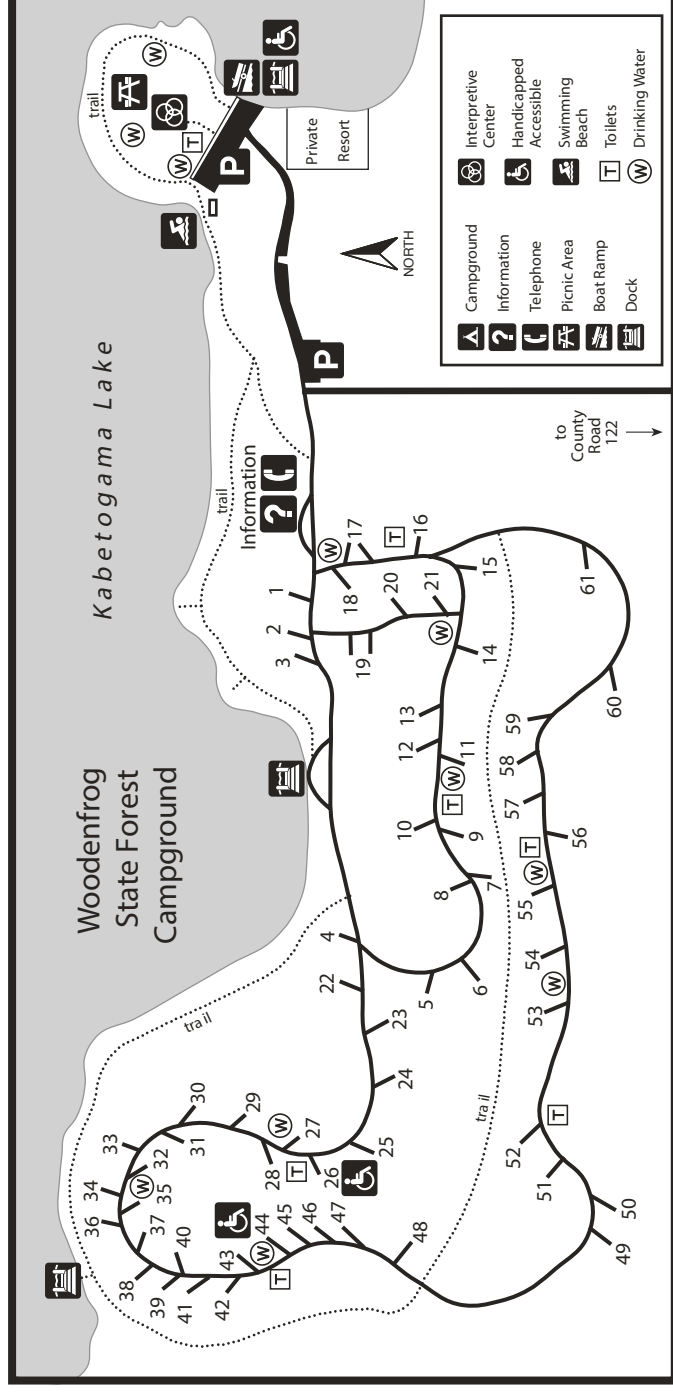 Woodenfrog
State Forest
Campground
Kabetogama Lake
trail
W
W
W
T
P
Private
Resort
NORTH
P
trail
Information
?
to
County
Road
122
Campground
? Information
Telephone
Picnic Area
Boat Ramp
Dock
Interpretive
Center
Handicapped
Accessible
Swimming
Beach
T Toilets
W Drinking Water
1
2
3
4
5
6
7
8
9
10
11
T
W
12
13
14
15
16
T
17
W
18
19
20
21
W
22
23
24
25
26
T
27
W
28
29
30
31
32
33
34
35
W
36
37
38
39
40
41
42
43
W
T
44
45
46
47
48
49
50
51
52
T
53
W
54
55
W
T
56
57
58
59
60
61
trail
trail